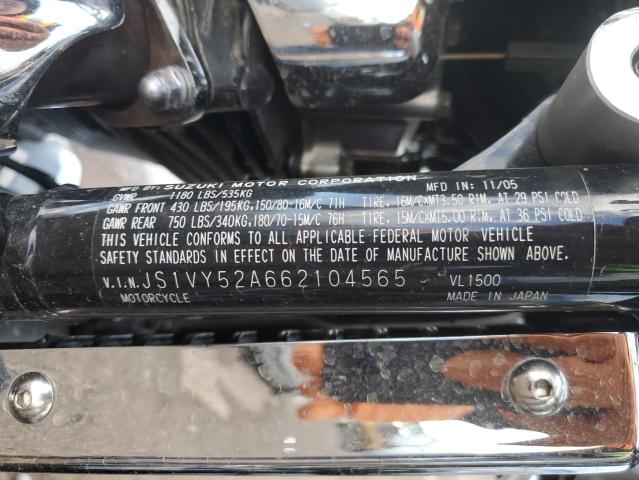 MFD BY: SUZUKI MOTOR CORPORATION MFD IN: 11/05
GVWR 1180 LBS/535KG
GAWR FRONT 430 LBS/195KG,150/80-16M/C 71H TIRE, 16M/CXMT3.50 RIM, AT 29 PSI COLD
GAWR REAR 750 LBS/340KG,180/70-15M/C 76H TIRE, 15M/CXMT5.00 RIM, AT 36 PSI COLD
THIS VEHICLE CONFORMS TO ALL APPLICABLE FEDERAL MOTOR VEHICLE
SAFETY STANDARDS IN EFFECT ON THE DATE OF MANUFACTURE SHOWN ABOVE.
V.I.N. JS1VY52A662104565 VL1500
MOTORCYCLE MADE IN JAPAN